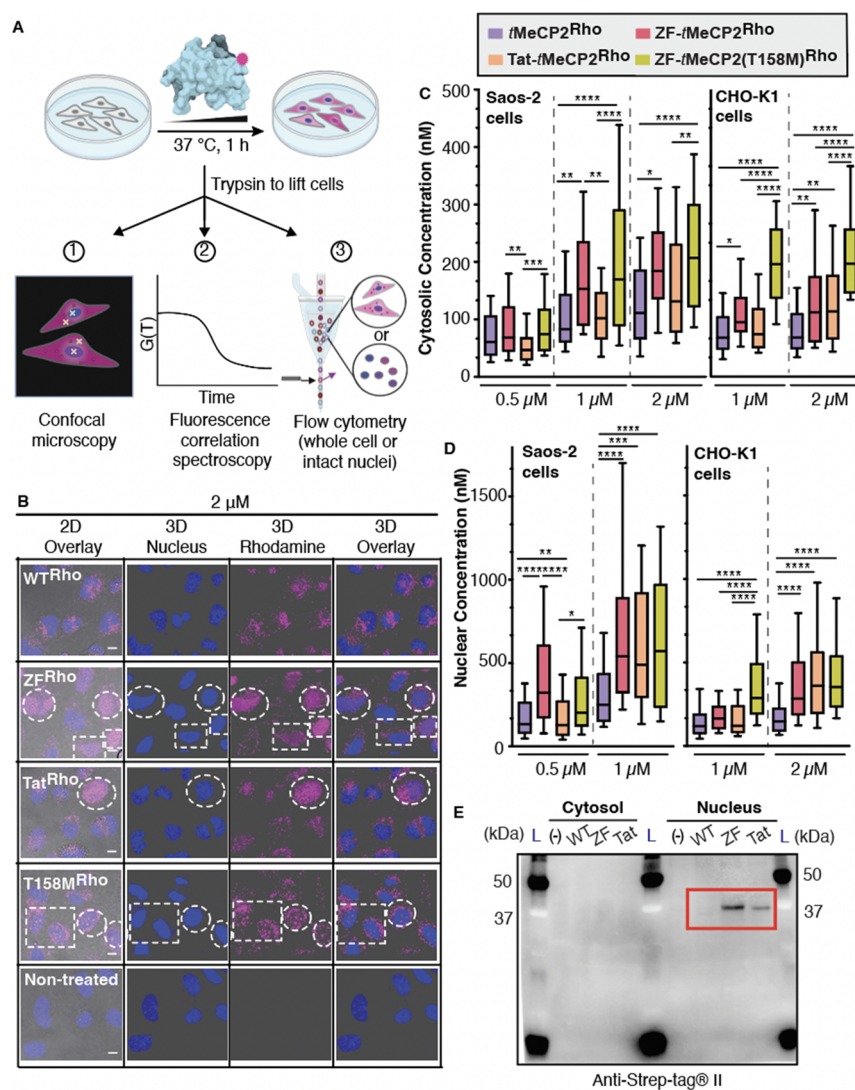 A
37 °C, 1 h
Trypsin to lift cells
1
2
3
G(T)
Time
or
Confocal
microscopy
Fluorescence
correlation
spectroscopy
Flow cytometry
(whole cell or
intact nuclei)
tMeCP2Rho
ZF-tMeCP2Rho
Tat-tMeCP2Rho
ZF-tMeCP2(T158M)Rho
C
Cytosolic Concentration (nM)
500
400
300
200
100
0
Saos-2
cells
CHO-K1
cells
**
***
****
****
**
**
****
**
*
****
****
****
*
****
****
****
**
**
0.5 µM
1 µM
2 µM
1 µM
2 µM
B
2 µM
2D
Overlay
3D
Nucleus
3D
Rhodamine
3D
Overlay
WTRho
ZFRho
TatRho
T158MRho
Non-treated
D
Nuclear Concentration (nM)
1500
1000
500
0
Saos-2
cells
CHO-K1
cells
**
********
*
****
***
****
****
****
****
****
****
****
0.5 µM
1 µM
1 µM
2 µM
E
Cytosol
Nucleus
(kDa)
L
(-)
WT
ZF
Tat
L
(-)
WT
ZF
Tat
L
(kDa)
50
37
50
37
Anti-Strep-tag® II